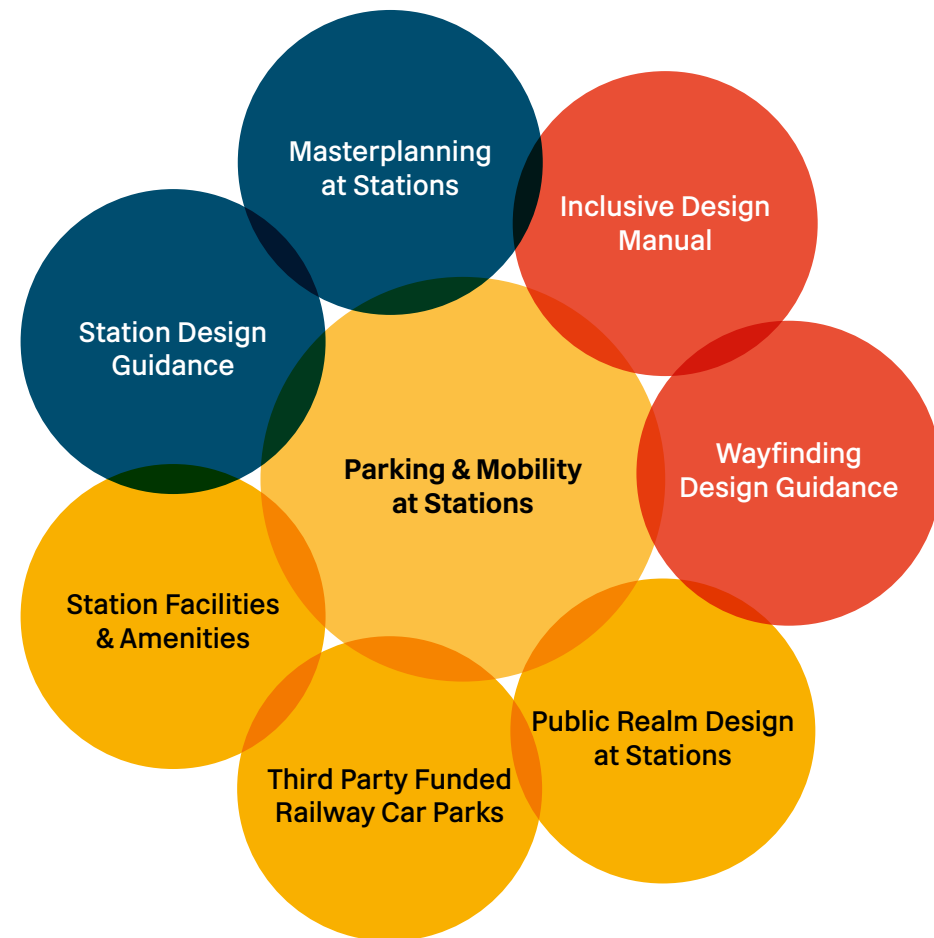 Masterplanning
at Stations
Inclusive Design
Manual
Station Design
Guidance
Parking & Mobility
at Stations
Wayfinding
Design Guidance
Station Facilities
& Amenities
Public Realm Design
at Stations
Third Party Funded
Railway Car Parks